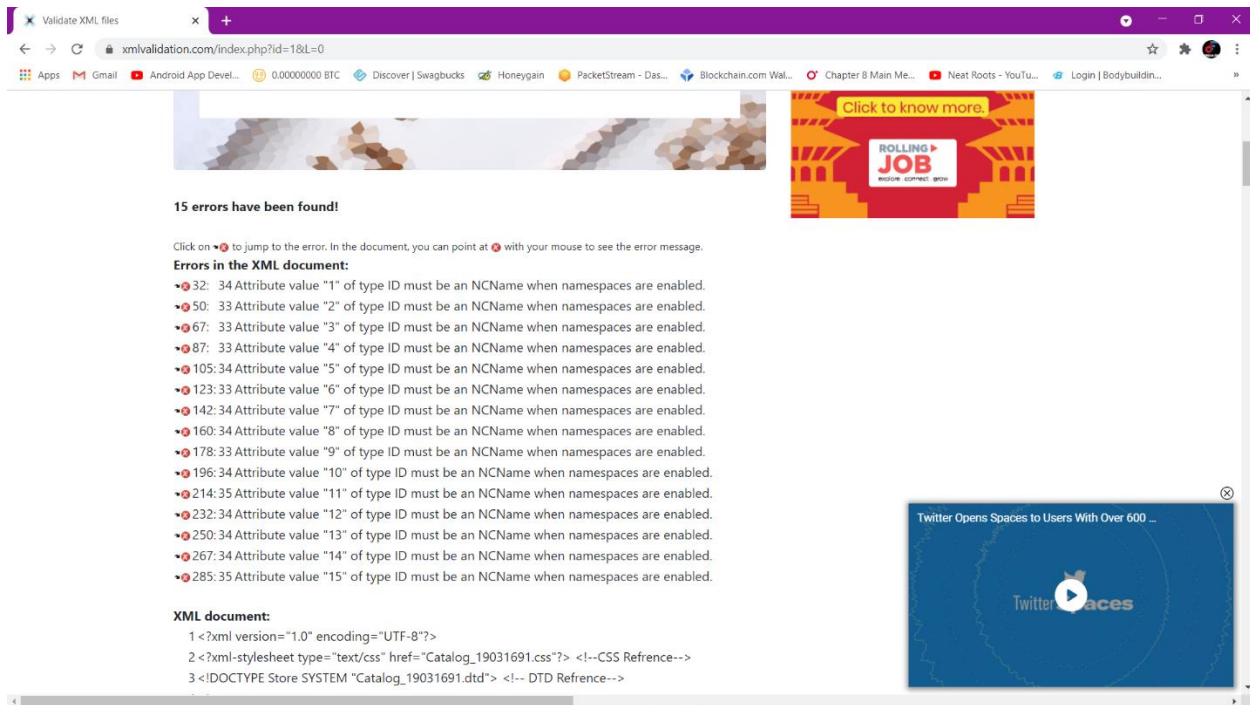 Validate XML files
xmlvalidation.com/index.php?id=1&L=0
Apps Gmail Android App Devel... 0.00000000 BTC Discover | Swagbucks Honeygain PacketStream - Das... Blockchain.com Wal... Chapter 8 Main Me... Neat Roots - YouTu... Login | Bodybuildin... »
Click to know more.
ROLLING
JOB
explore connect grow
15 errors have been found!
Click on to jump to the error. In the document, you can point at with your mouse to see the error message.
Errors in the XML document:
32: 34 Attribute value "1" of type ID must be an NCName when namespaces are enabled.
50: 33 Attribute value "2" of type ID must be an NCName when namespaces are enabled.
67: 33 Attribute value "3" of type ID must be an NCName when namespaces are enabled.
87: 33 Attribute value "4" of type ID must be an NCName when namespaces are enabled.
105: 34 Attribute value "5" of type ID must be an NCName when namespaces are enabled.
123: 33 Attribute value "6" of type ID must be an NCName when namespaces are enabled.
142: 34 Attribute value "7" of type ID must be an NCName when namespaces are enabled.
160: 34 Attribute value "8" of type ID must be an NCName when namespaces are enabled.
178: 33 Attribute value "9" of type ID must be an NCName when namespaces are enabled.
196: 34 Attribute value "10" of type ID must be an NCName when namespaces are enabled.
214: 35 Attribute value "11" of type ID must be an NCName when namespaces are enabled.
232: 34 Attribute value "12" of type ID must be an NCName when namespaces are enabled.
250: 34 Attribute value "13" of type ID must be an NCName when namespaces are enabled.
267: 34 Attribute value "14" of type ID must be an NCName when namespaces are enabled.
285: 35 Attribute value "15" of type ID must be an NCName when namespaces are enabled.
Twitter Opens Spaces to Users With Over 600 ...
Twitter Spaces
XML document:
1 <?xml version="1.0" encoding="UTF-8"?>
2 <?xml-stylesheet type="text/css" href="Catalog_19031691.css"?> <!--CSS Refrence-->
3 <!DOCTYPE Store SYSTEM "Catalog_19031691.dtd"> <!-- DTD Refrence-->